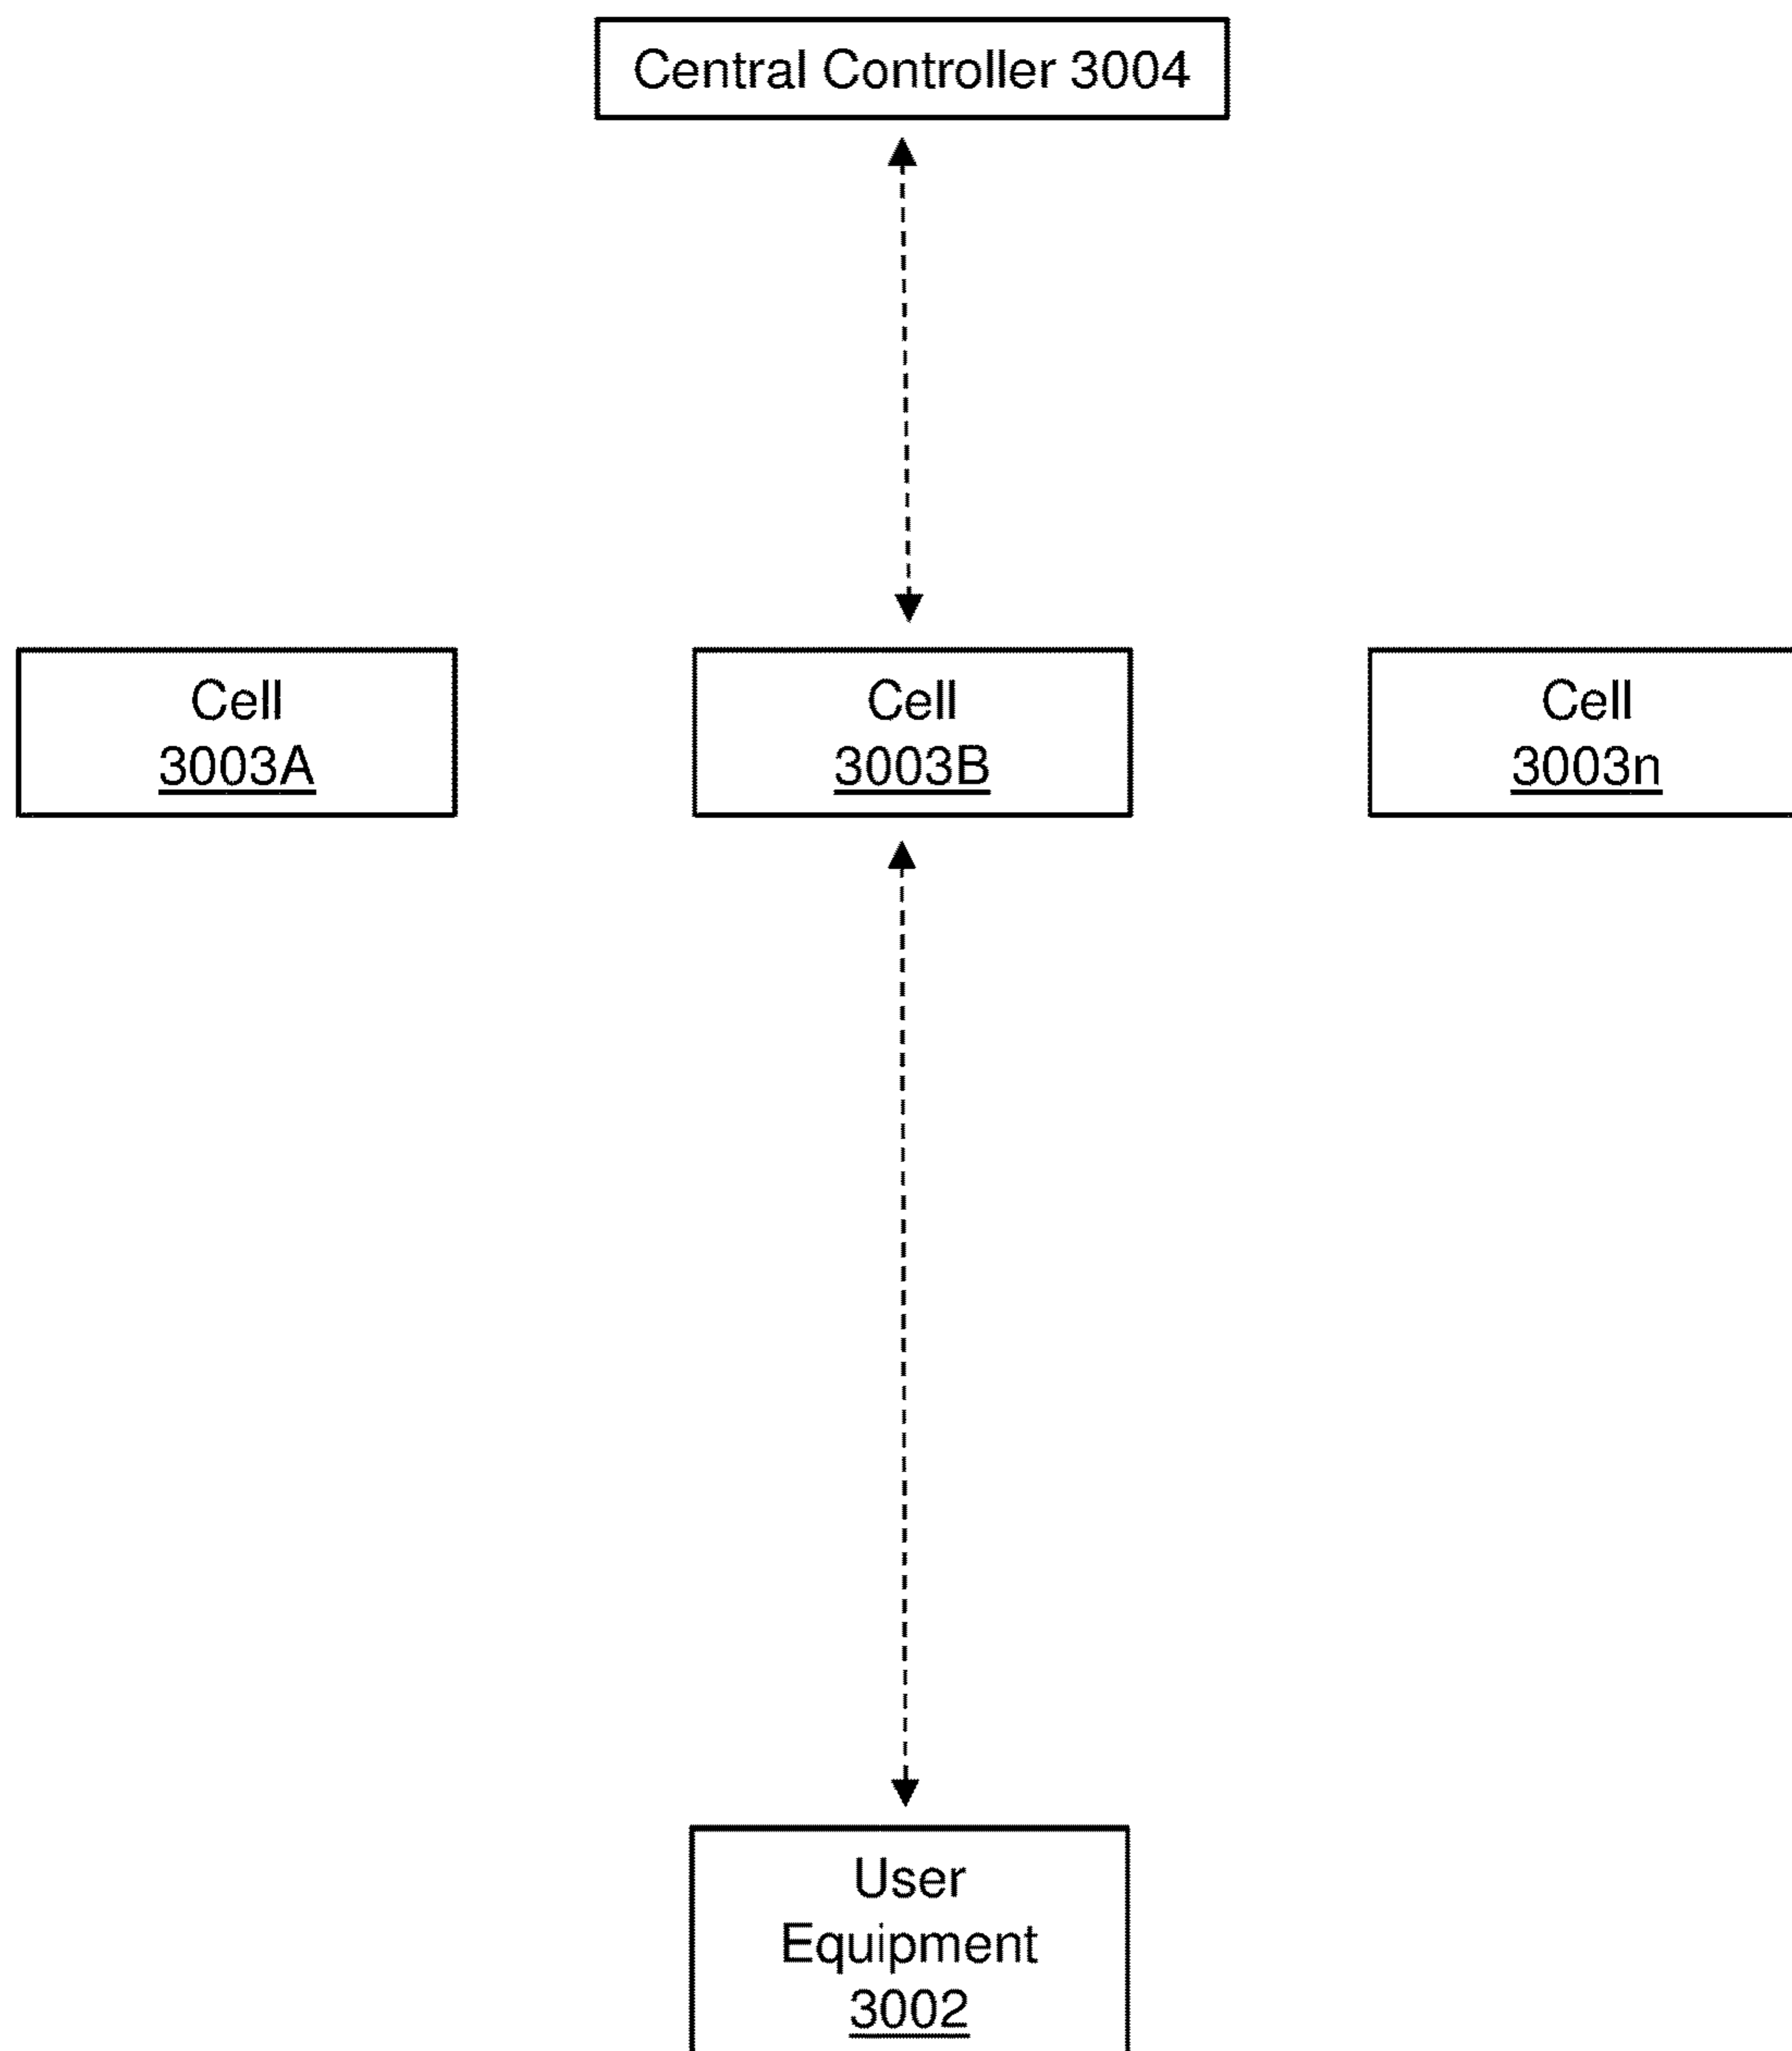 Central Controller 3004
Cell
3003A
Cell
3003B
Cell
3003n
User
Equipment
3002